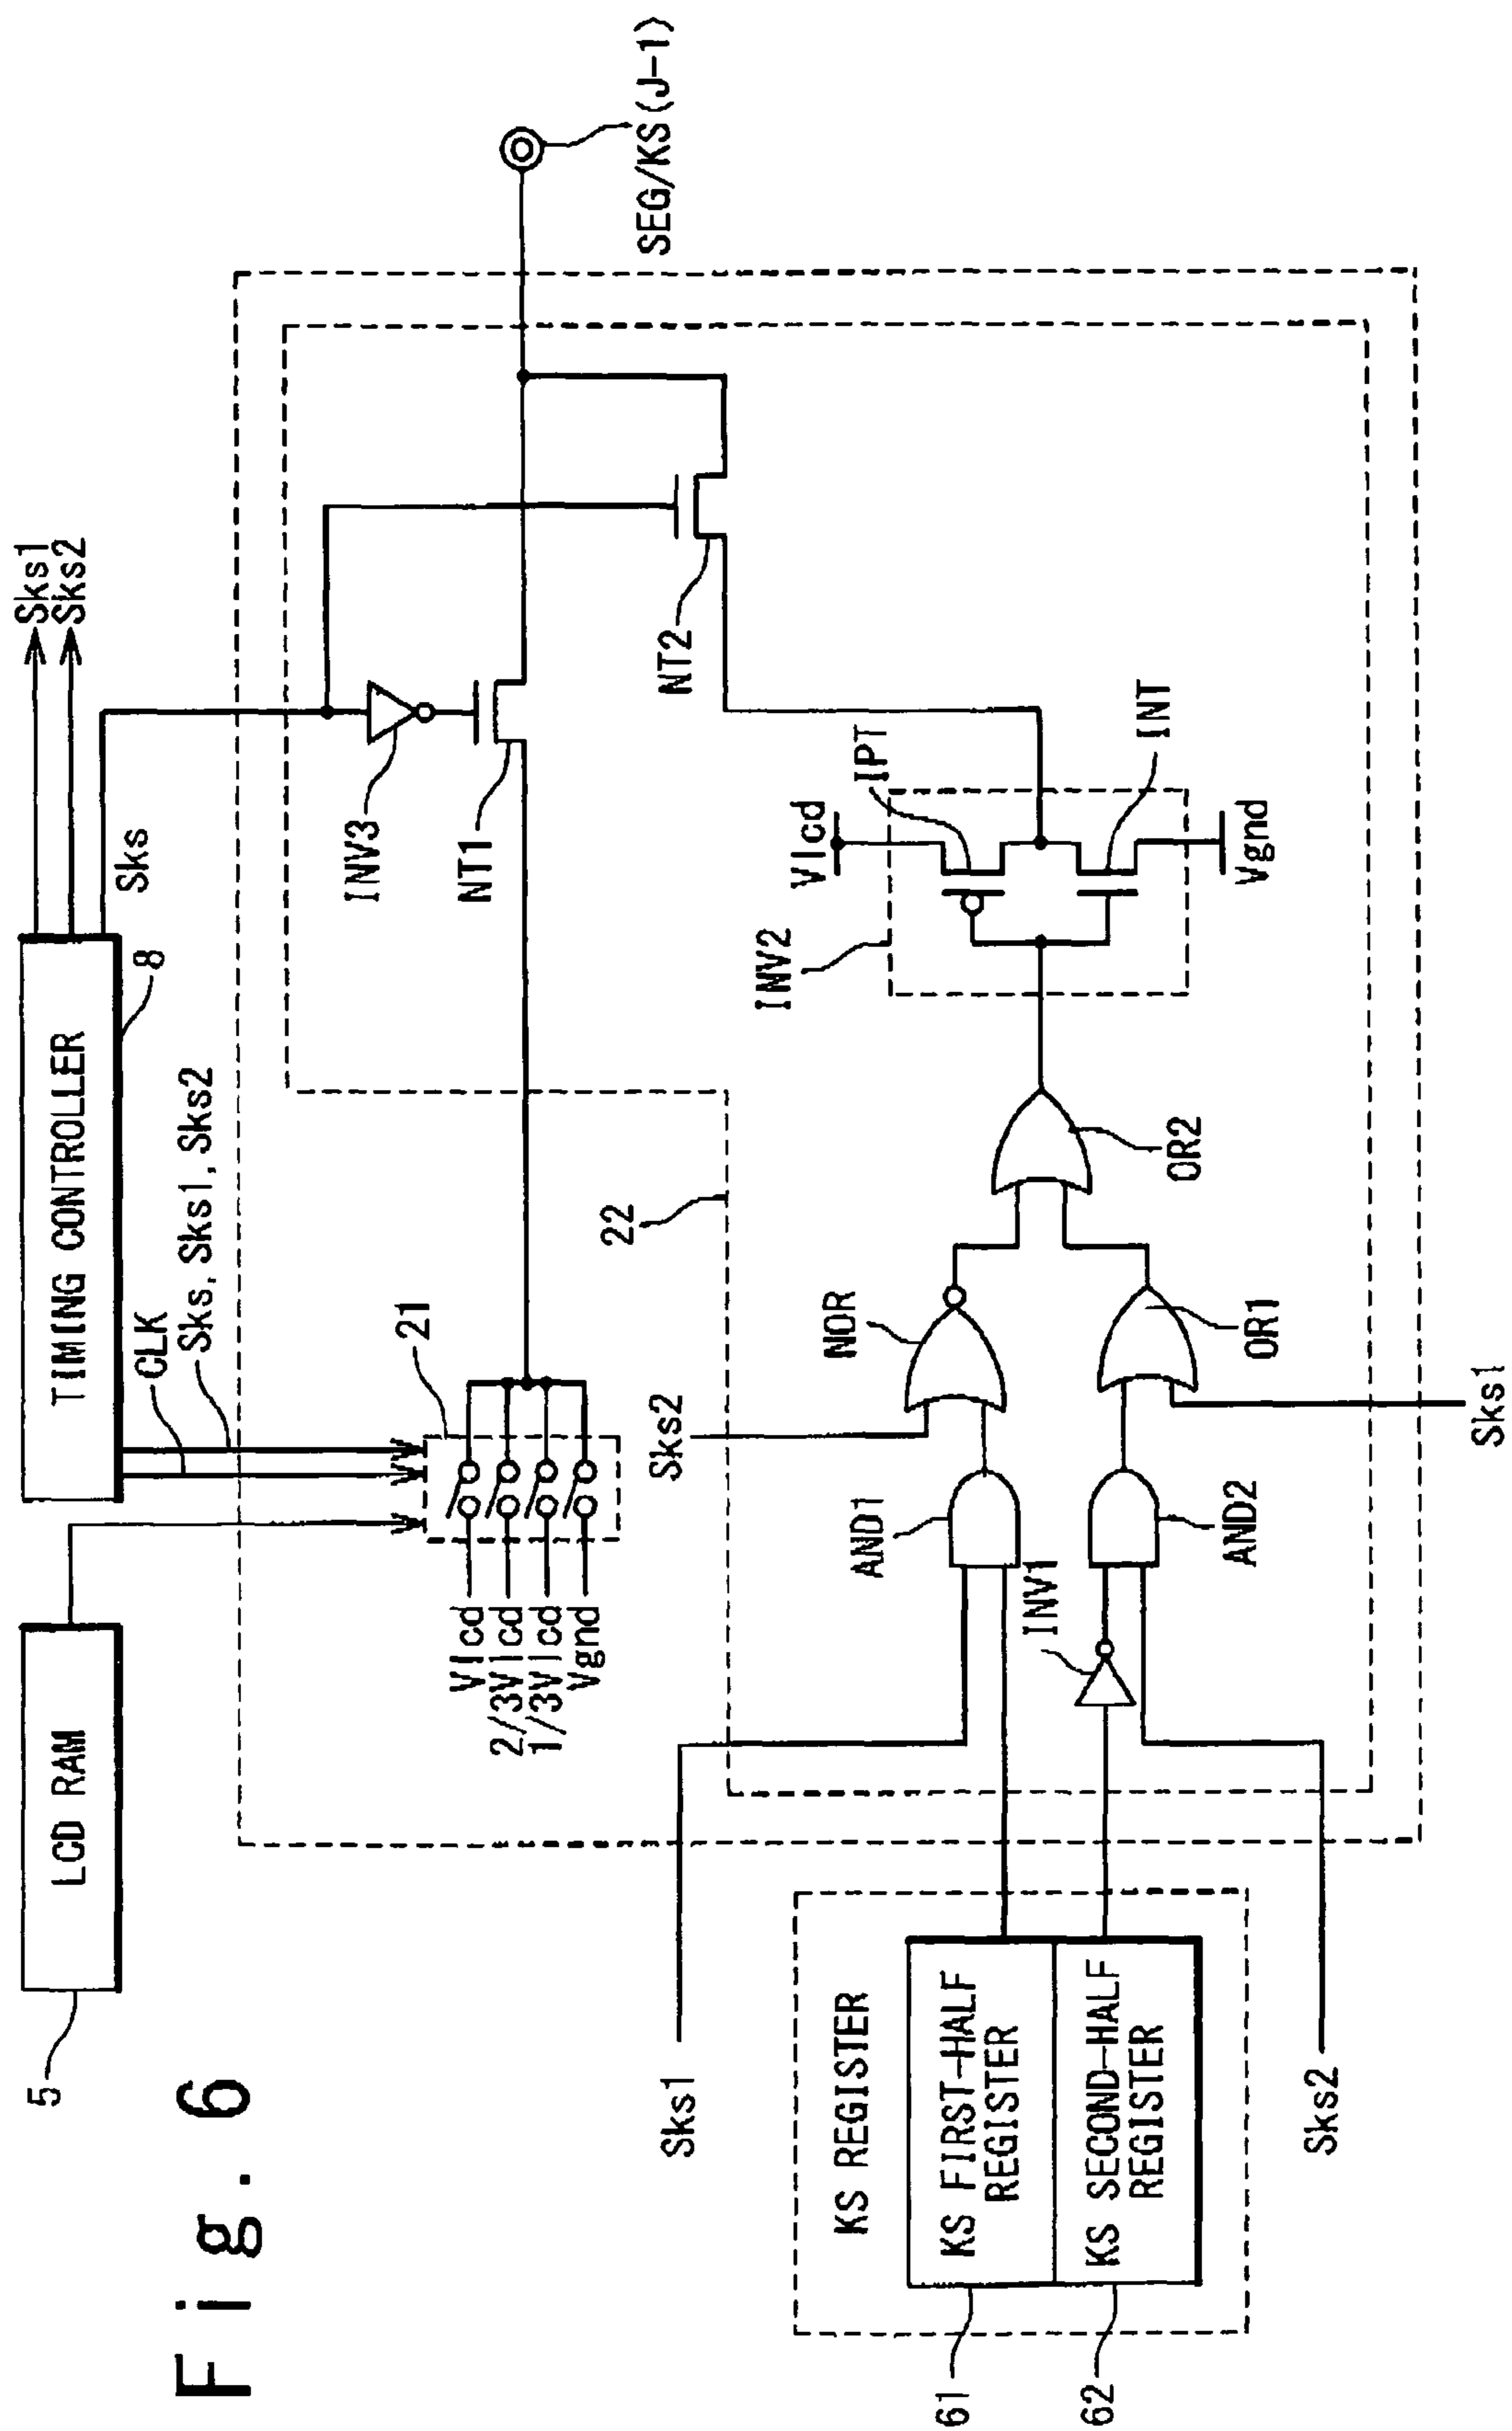 Fig. 6
5
LCD RAM
TIMING CONTROLLER
8
Sks1
Sks2
Sks
CLK
Sks, Sks1, Sks2
21
Vlcd
2/3Vlcd
1/3Vlcd
Vgnd
INV3
NT1
NT2
SEG/KS(J-1)
22
Sks1
Sks2
KS REGISTER
KS FIRST-HALF
REGISTER
KS SECOND-HALF
REGISTER
61
62
INV1
AND1
AND2
NOR
OR1
OR2
INV2
Vlcd
IPT
INT
Vgnd
Sks2
Sks1